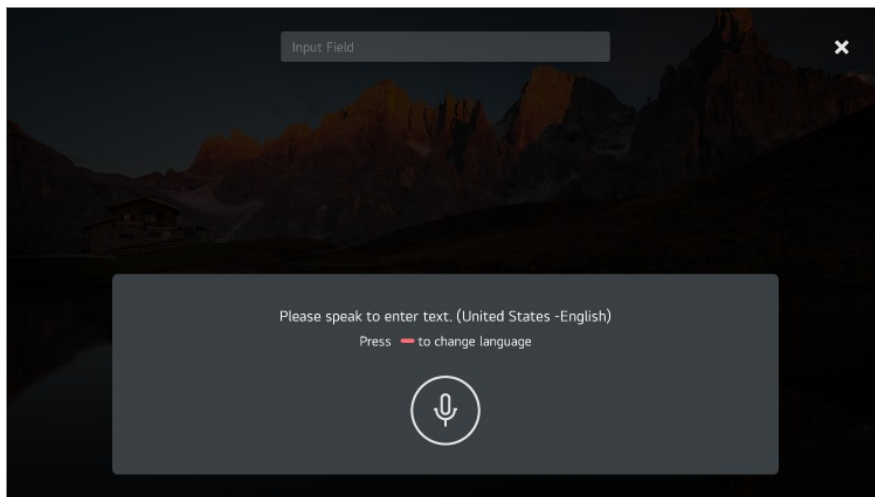 Input Field
Please speak to enter text. (United States -English)
Press to change language